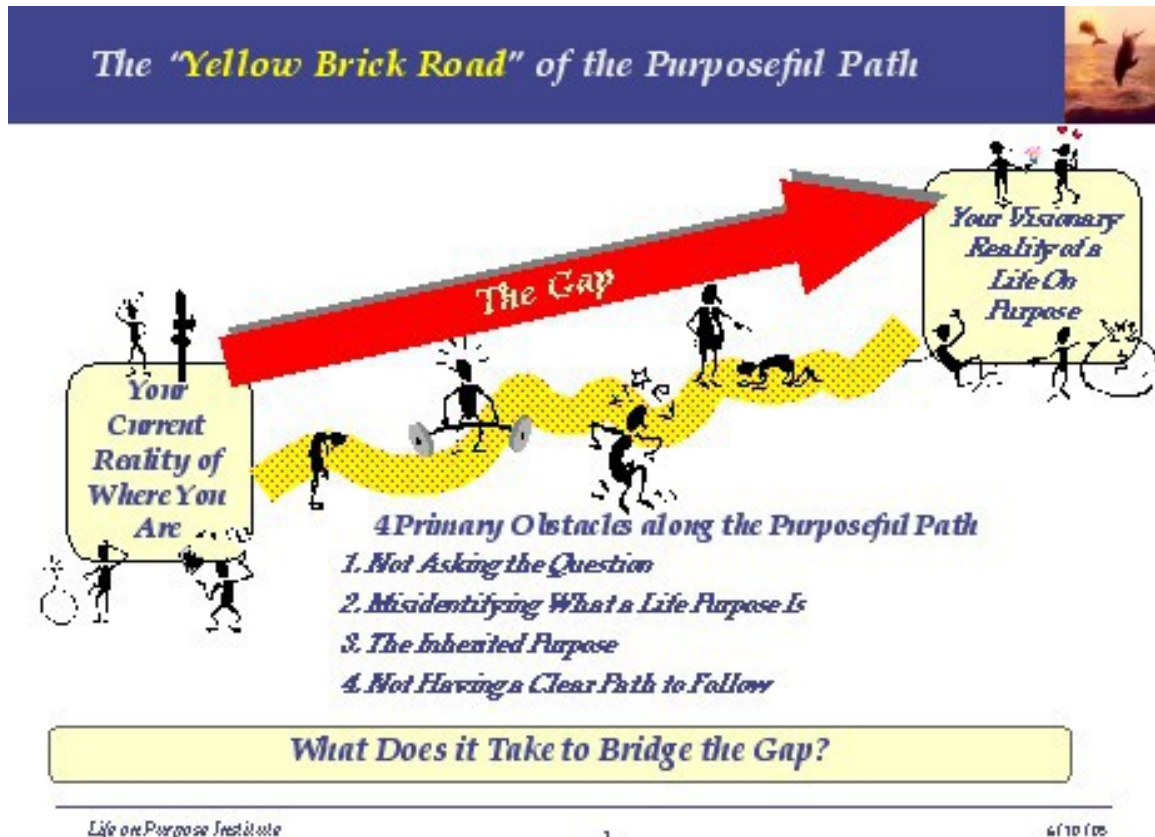 The "Yellow Brick Road" of the Purposeful Path
The Gap
Your Visionary
Reality of a
Life On
Purpose
Your
Current
Reality of
Where You
Are
4 Primary Obstacles along the Purposeful Path
1. Not Asking the Question
2. Misidentifying What a Life Purpose Is
3. The Inherited Purpose
4. Not Having a Clear Path to Follow
What Does it Take to Bridge the Gap?
Life on Purpose Institute